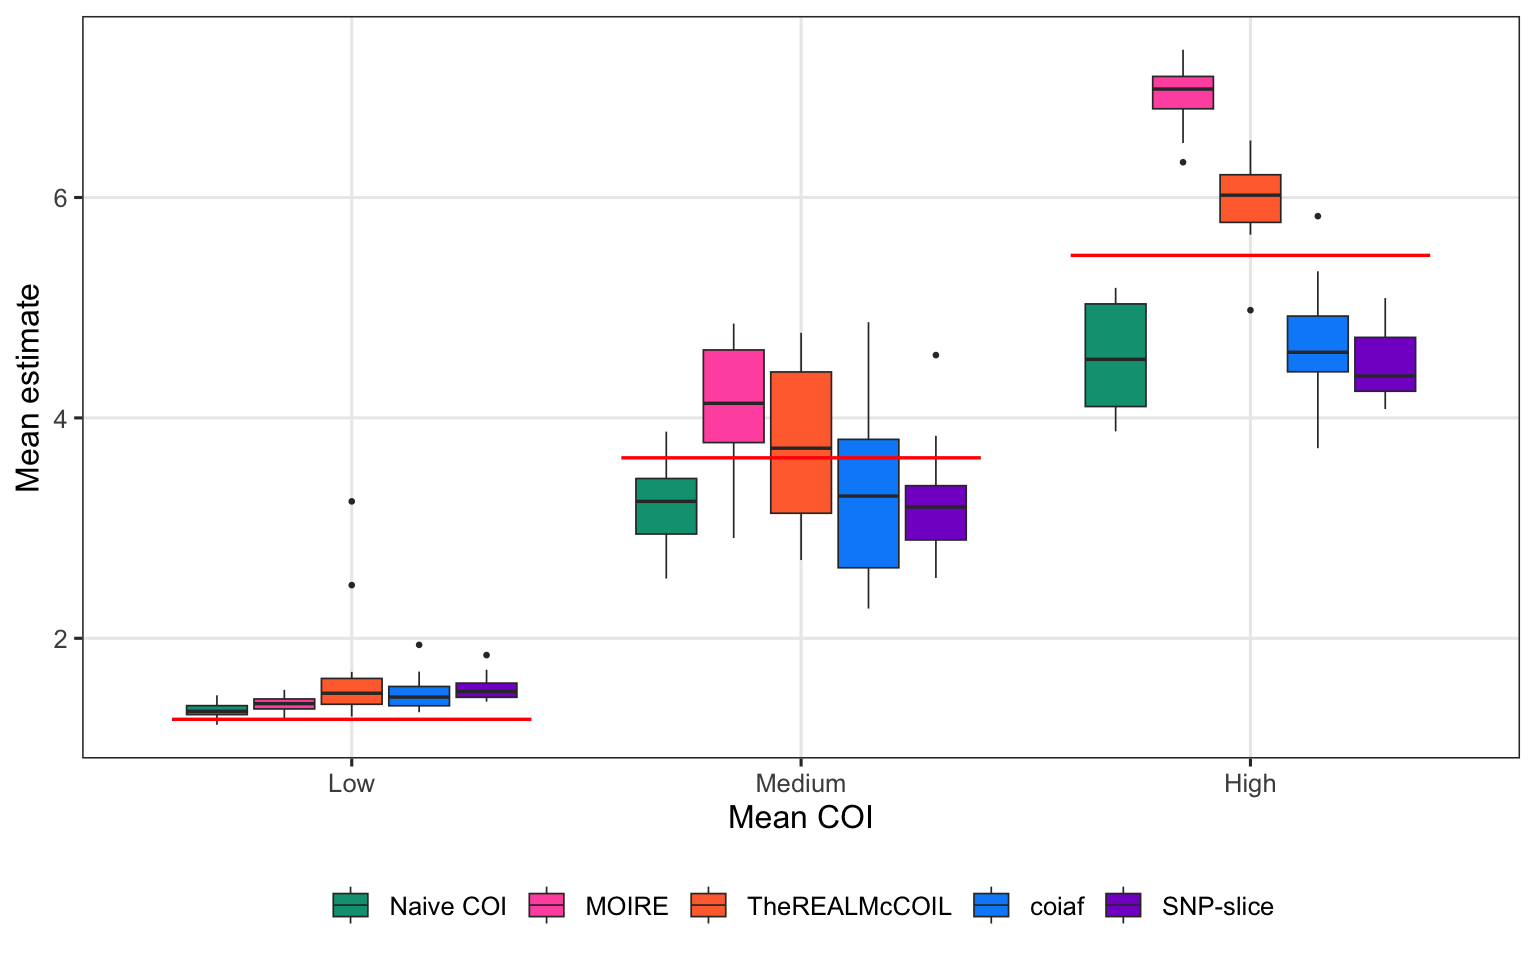 Mean estimate
6
4
2
Low Medium High
Mean COI
Naive COI MOIRE TheREALMcCOIL coiaf SNP-slice